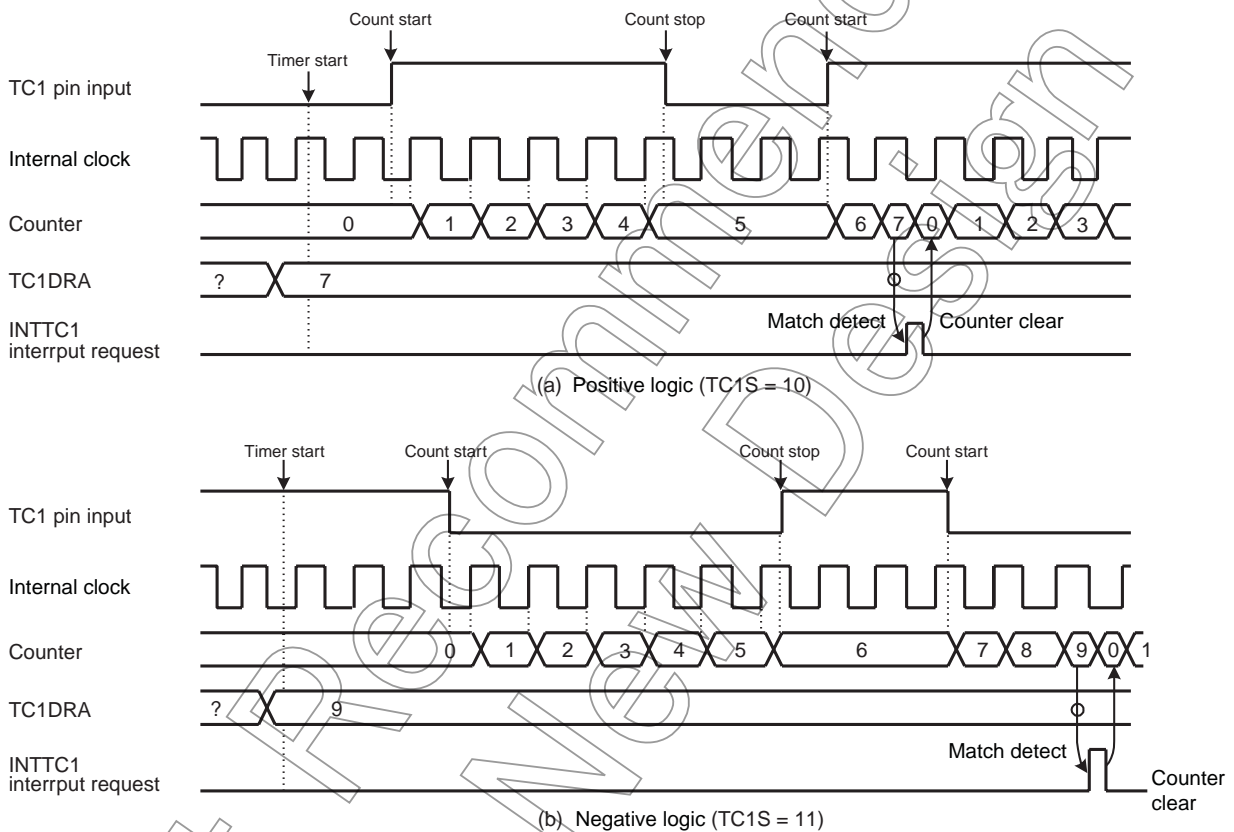 Count start Count stop Count start
Timer start
TC1 pin input
Internal clock
Counter 0 1 2 3 4 5 6 7 0 1 2 3
TC1DRA ? 7
INTTC1
interrput request
Match detect Counter clear
(a) Positive logic (TC1S = 10)
Timer start Count start Count stop Count start
TC1 pin input
Internal clock
Counter 0 1 2 3 4 5 6 7 8 9 0 1
TC1DRA ? 9
INTTC1
interrput request
Match detect
Counter
clear
(b) Negative logic (TC1S = 11)
Recommen
New Design